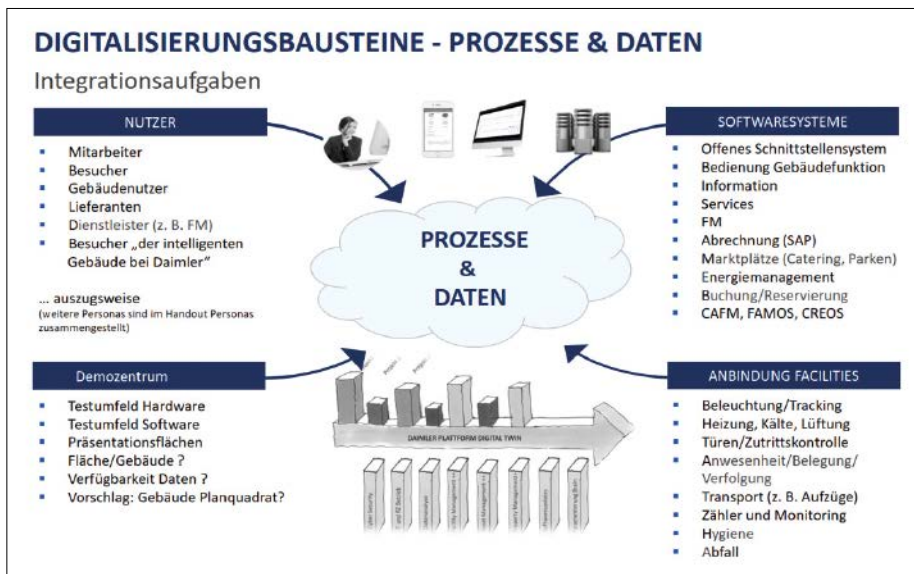 DIGITALISIERUNGSBAUSTEINE - PROZESSE & DATEN
Integrationsaufgaben
NUTZER
Mitarbeiter
Besucher
Gebäudenutzer
Lieferanten
Dienstleister (z. B. FM)
Besucher „der intelligenten
Gebäude bei Daimler"
... auszugsweise
(weitere Personas sind im Handout Personas
zusammengestellt)
SOFTWARESYSTEME
Offenes Schnittstellensystem
Bedienung Gebäudefunktion
Information
Services
FM
Abrechnung (SAP)
Marktplätze (Catering, Parken)
Energiemanagement
Buchung/Reservierung
CAFM, FAMOS, CREOS
PROZESSE
&
DATEN
Demozentrum
Testumfeld Hardware
Testumfeld Software
Präsentationsflächen
Fläche/Gebäude ?
Verfügbarkeit Daten ?
Vorschlag: Gebäude Planquadrat?
DAIMLER PLATTFORM DIGITAL TWIN
ANBINDUNG FACILITIES
Beleuchtung/Tracking
Heizung, Kälte, Lüftung
Türen/Zutrittskontrolle
Anwesenheit/Belegung/
Verfolgung
Transport (z. B. Aufzüge)
Zähler und Monitoring
Hygiene
Abfall